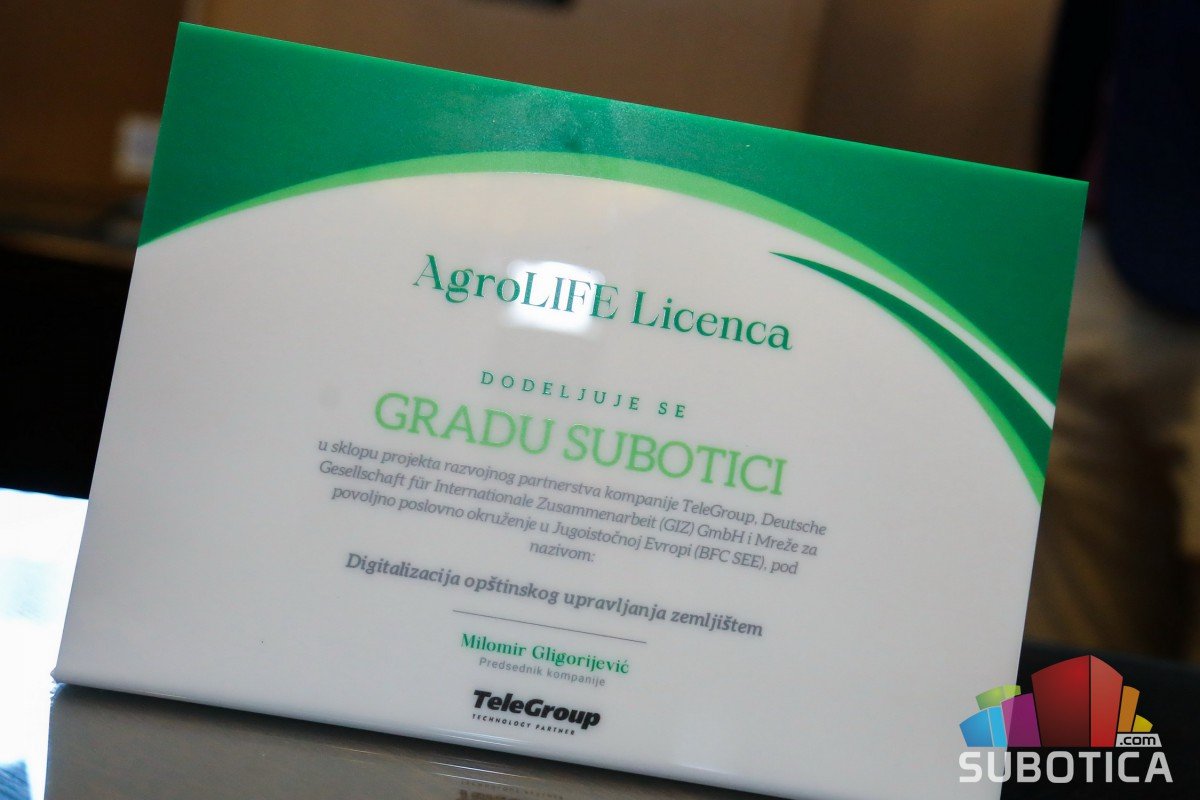 AgroLIFE Licenca
DODELJUJE SE
GRADU SUBOTICI
u sklopu projekta razvojnog partnerstva kompanije TeleGroup, Deutsche
Gesellschaft für Internationale Zusammenarbeit (GIZ) GmbH i Mreže za
povoljno poslovno okruženje u Jugoistočnoj Evropi (BFC SEE), pod
nazivom:
Digitalizacija opštinskog upravljanja zemljištem
Milomir Gligorijević
Predsednik kompanije
TeleGroup
TECHNOLOGY PARTNER
.com
SUBOTICA